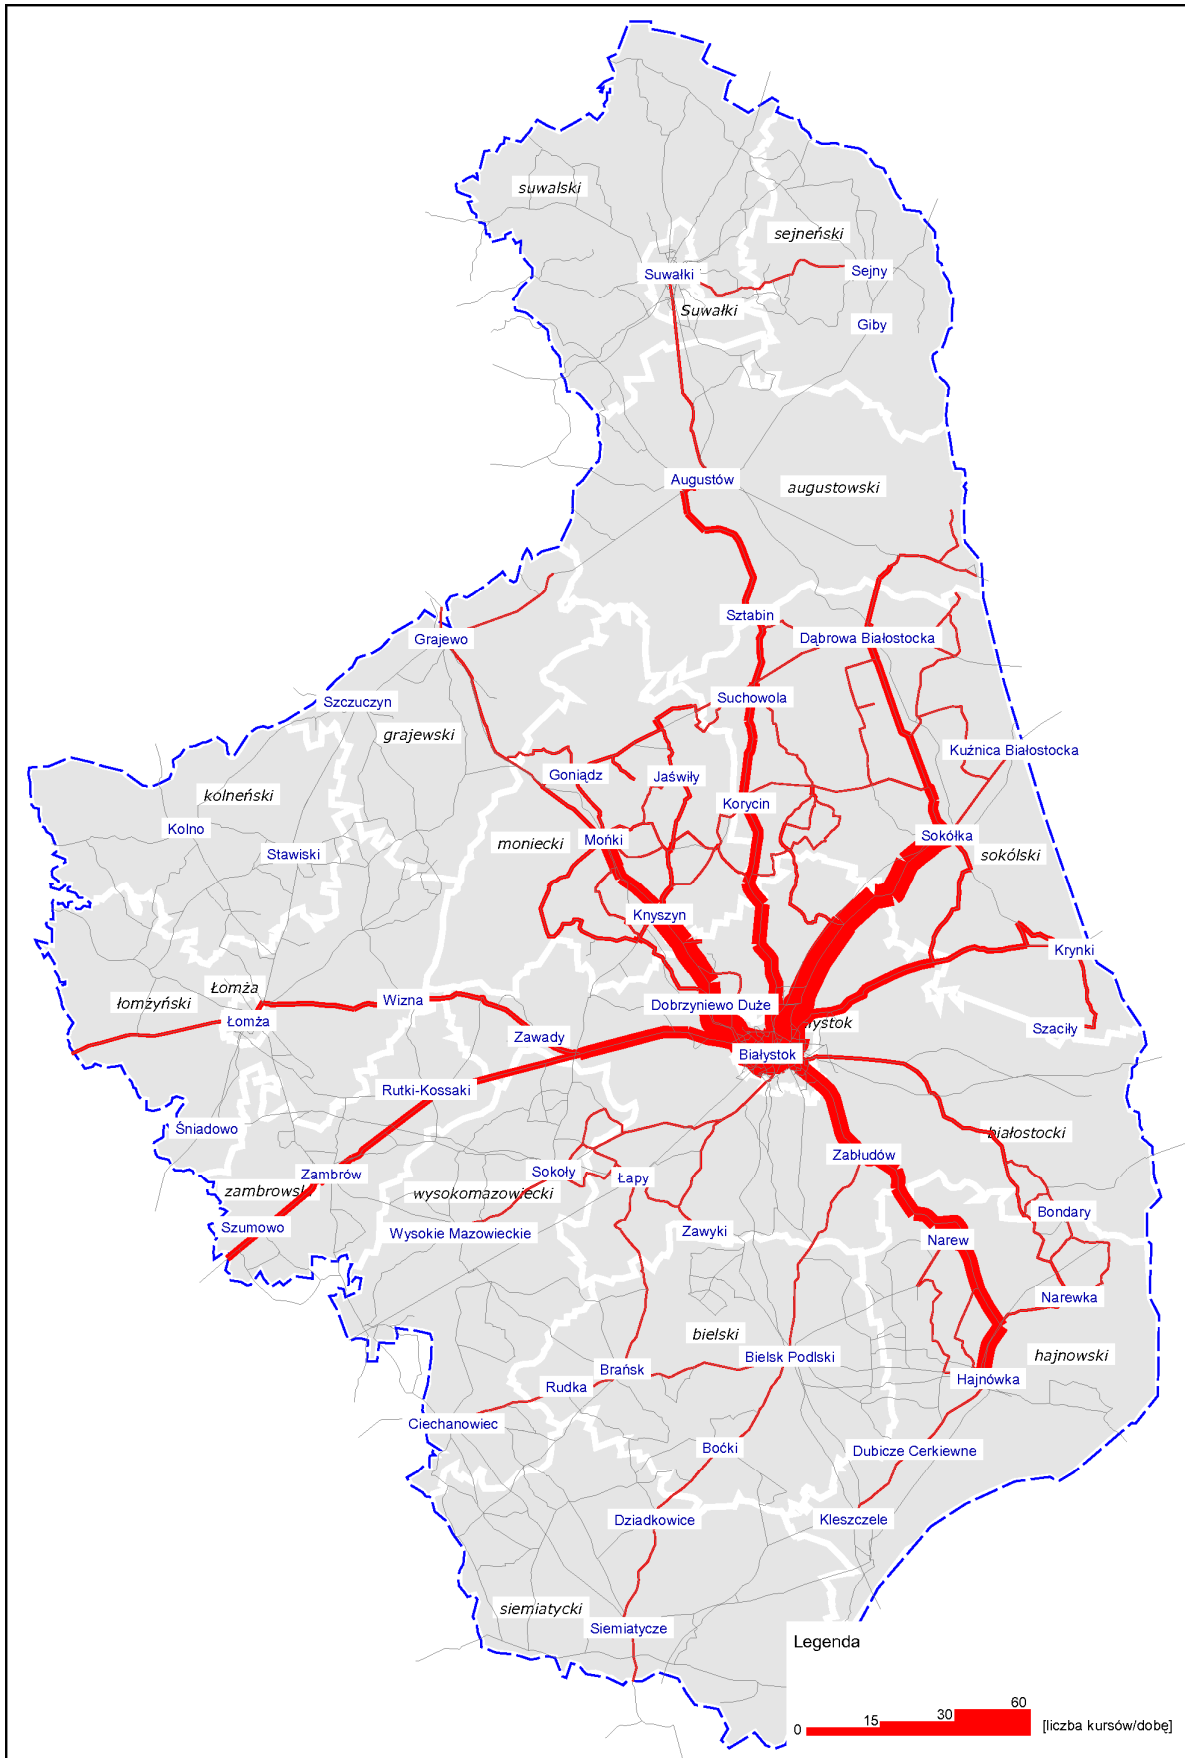 suwalski
sejneński
Suwałki
Sejny
Suwałki
Giby
Augustów
augustowski
Sztabin
Dąbrowa Białostocka
Grajewo
Suchowola
Szczuczyn
grajewski
Kuźnica Białostocka
Goniądz
Jaświły
kolneński
Korycin
Kolno
Mońki
Sokółka
moniecki
Stawiski
sokólski
Knyszyn
Krynki
Łomża
łomżyński
Wizna
Dobrzyniewo Duże
Łomża
ystok
Szaciły
Zawady
Białystok
Rutki-Kossaki
Śniadowo
białostocki
Zabłudów
Zambrów
Sokoły
Łapy
zambrowski
wysokomazowiecki
Bondary
Szumowo
Wysokie Mazowieckie
Zawyki
Narew
Narewka
bielski
hajnowski
Bielsk Podlski
Brańsk
Hajnówka
Rudka
Ciechanowiec
Boćki
Dubicze Cerkiewne
Dziadkowice
Kleszczele
siemiatycki
Siemiatycze
Legenda
0 15 30 60
[liczba kursów/dobę]